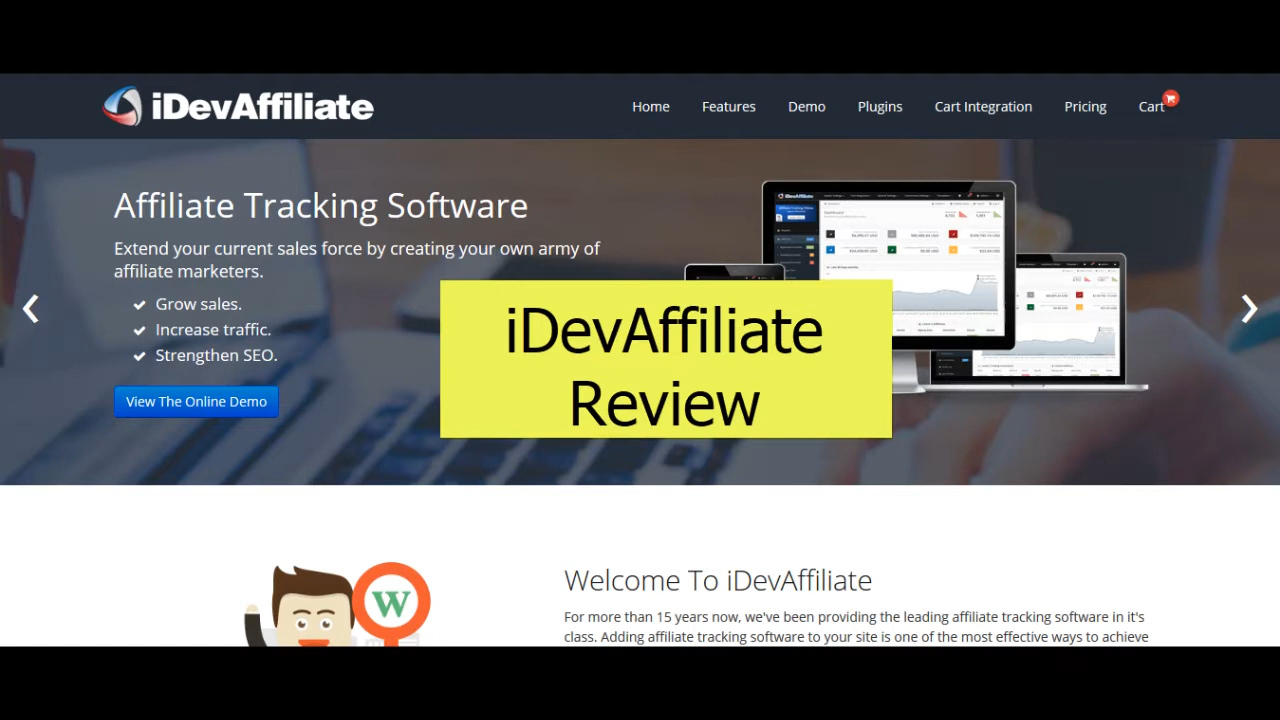 iDevAffiliate
Home Features Demo Plugins Cart Integration Pricing Cart
Affiliate Tracking Software
Extend your current sales force by creating your own army of
affiliate marketers.
Grow sales.
Increase traffic.
Strengthen SEO.
View The Online Demo
iDevAffiliate
Review
W
Welcome To iDevAffiliate
For more than 15 years now, we've been providing the leading affiliate tracking software in it's
class. Adding affiliate tracking software to your site is one of the most effective ways to achieve